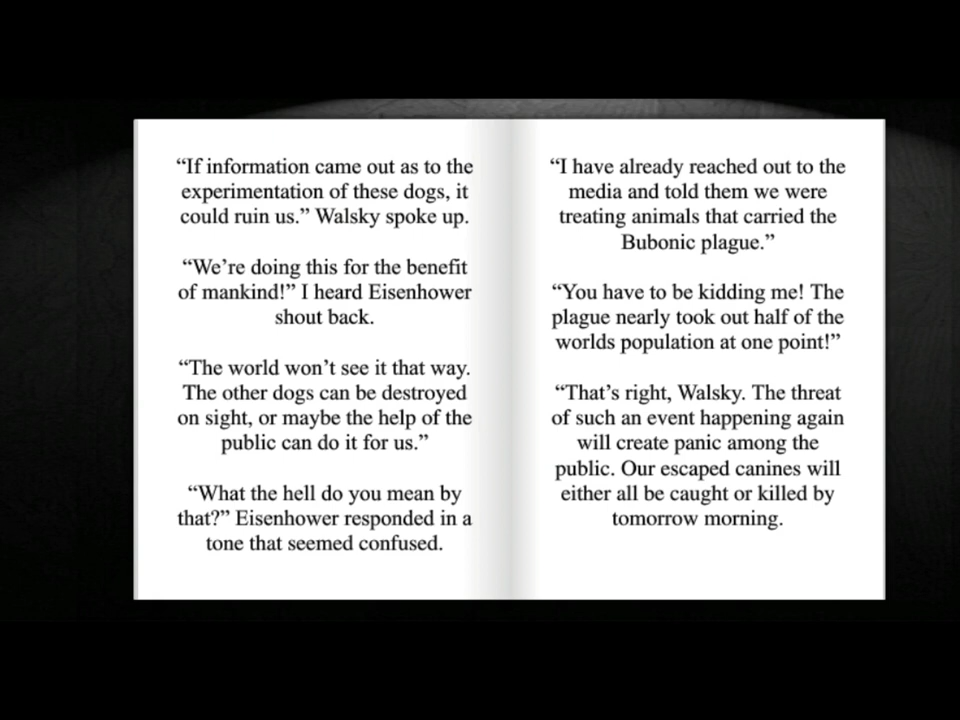 “If information came out as to the
experimentation of these dogs, it
could ruin us.” Walsky spoke up.
“We’re doing this for the benefit
of mankind!” I heard Eisenhower
shout back.
“The world won’t see it that way.
The other dogs can be destroyed
on sight, or maybe the help of the
public can do it for us.”
“What the hell do you mean by
that?” Eisenhower responded in a
tone that seemed confused.
“I have already reached out to the
media and told them we were
treating animals that carried the
Bubonic plague.”
“You have to be kidding me! The
plague nearly took out half of the
worlds population at one point!”
“That’s right, Walsky. The threat
of such an event happening again
will create panic among the
public. Our escaped canines will
either all be caught or killed by
tomorrow morning.